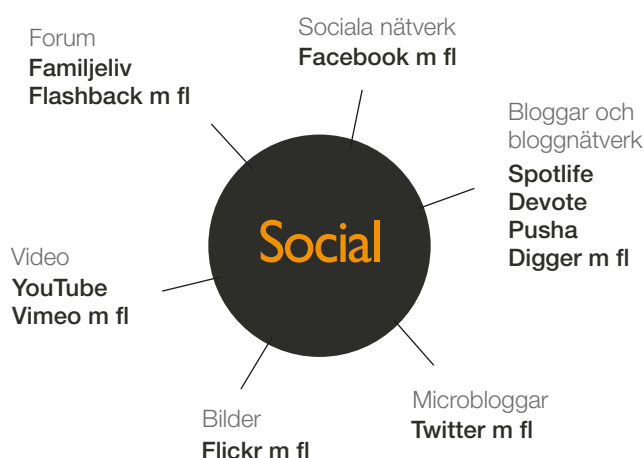 Forum
Familjeliv
Flashback m fl
Sociala nätverk
Facebook m fl
Bloggar och
bloggnätverk
Spotlife
Devote
Pusha
Digger m fl
Social
Video
YouTube
Vimeo m fl
Bilder
Flickr m fl
Microbloggar
Twitter m fl